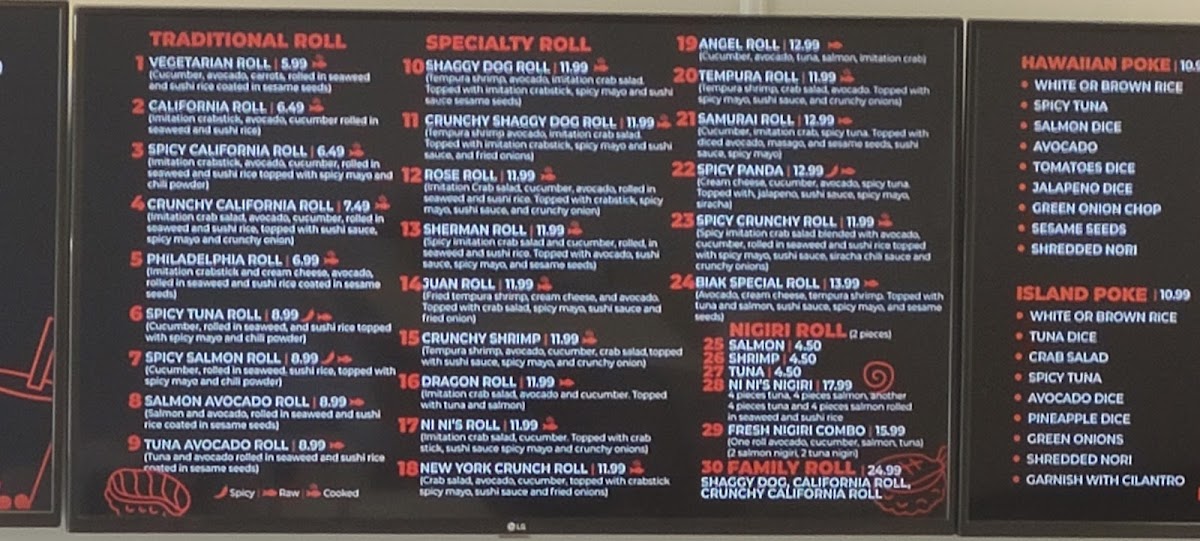 TRADITIONAL ROLL
1 VEGETARIAN ROLL | 5.99
(Cucumber, avocado, carrots, rolled in seaweed
and sushi rice coated in sesame seeds)
2 CALIFORNIA ROLL | 6.49
(Imitation crabstick, avocado, cucumber rolled in
seaweed and sushi rice)
3 SPICY CALIFORNIA ROLL | 6.49
(Imitation crabstick, avocado, cucumber, rolled in
seaweed and sushi rice topped with spicy mayo and
chili powder)
4 CRUNCHY CALIFORNIA ROLL | 7.49
(Imitation crab salad, avocado, cucumber, rolled in
seaweed and sushi rice, topped with sushi sauce,
spicy mayo and crunchy onion)
5 PHILADELPHIA ROLL | 6.99
(Imitation crabstick and cream cheese, avocado,
rolled in seaweed and sushi rice coated in sesame
seeds)
6 SPICY TUNA ROLL | 8.99
(Cucumber, rolled in seaweed, and sushi rice topped
with spicy mayo and chili powder)
7 SPICY SALMON ROLL | 8.99
(Cucumber, rolled in seaweed, sushi rice, topped with
spicy mayo and chili powder)
8 SALMON AVOCADO ROLL | 8.99
(Salmon and avocado, rolled in seaweed and sushi
rice coated in sesame seeds)
9 TUNA AVOCADO ROLL | 8.99
(Tuna and avocado rolled in seaweed and sushi rice
coated in sesame seeds)
Spicy | Raw | Cooked
SPECIALTY ROLL
10 SHAGGY DOG ROLL | 11.99
(Tempura shrimp, avocado, imitation crab salad.
Topped with imitation crabstick, spicy mayo and sushi
sauce sesame seeds)
11 CRUNCHY SHAGGY DOG ROLL | 11.99
(Tempura shrimp avocado, imitation crab salad.
Topped with imitation crabstick, spicy mayo, sushi
sauce, and fried onions)
12 ROSE ROLL | 11.99
(Imitation Crab salad, cucumber, avocado, rolled in
seaweed and sushi rice. Topped with crabstick, spicy
mayo, sushi sauce, and crunchy onion)
13 SHERMAN ROLL | 11.99
(Spicy imitation crab salad and cucumber, rolled, in
seaweed and sushi rice. Topped with avocado, sushi
sauce, spicy mayo, and sesame seeds)
14 JUAN ROLL | 11.99
(Fried tempura shrimp, cream cheese, and avocado.
Topped with crab salad, spicy mayo, sushi sauce and
fried onion)
15 CRUNCHY SHRIMP | 11.99
(Tempura shrimp, avocado, cucumber, crab salad, topped
with sushi sauce, spicy mayo, and crunchy onion)
16 DRAGON ROLL | 11.99
(Imitation crab salad, avocado and cucumber. Topped
with tuna and salmon)
17 NI NI'S ROLL | 11.99
(Imitation crab salad, cucumber. Topped with crab
stick, sushi sauce spicy mayo and crunchy onions)
18 NEW YORK CRUNCH ROLL | 11.99
(Crab salad, avocado, cucumber, topped with crabstick
spicy mayo, sushi sauce and fried onions)
19 ANGEL ROLL | 12.99
(Cucumber, avocado, tuna, salmon, imitation crab)
20 TEMPURA ROLL | 11.99
(Tempura shrimp, crab salad, avocado. Topped with
spicy mayo, sushi sauce, and crunchy onions)
21 SAMURAI ROLL | 12.99
(Cucumber, imitation crab, spicy tuna. Topped with
diced avocado, masago, and sesame seeds, sushi
sauce, spicy mayo)
22 SPICY PANDA | 12.99
(Cream cheese, cucumber, avocado, spicy tuna.
Topped with, jalapeno, sushi sauce, spicy mayo,
siracha)
23 SPICY CRUNCHY ROLL | 11.99
(Spicy imitation crab salad blended with avocado,
cucumber, rolled in seaweed and sushi rice topped
with spicy mayo, sushi sauce, siracha chili sauce and
crunchy onions)
24 BIAK SPECIAL ROLL | 13.99
(Avocado, cream cheese, tempura shrimp. Topped with
tuna and salmon, sushi sauce, spicy mayo, and sesame
seeds)
NIGIRI ROLL (2 pieces)
25 SALMON | 4.50
26 SHRIMP | 4.50
27 TUNA | 4.50
28 NI NI'S NIGIRI | 17.99
4 pieces tuna, 4 pieces salmon, another
4 pieces tuna and 4 pieces salmon rolled
in seaweed and sushi rice
29 FRESH NIGIRI COMBO | 15.99
(One roll avocado, cucumber, salmon, tuna)
(2 salmon nigiri, 2 tuna nigiri)
30 FAMILY ROLL | 24.99
SHAGGY DOG, CALIFORNIA ROLL,
CRUNCHY CALIFORNIA ROLL
LG
HAWAIIAN POKE | 10.9
WHITE OR BROWN RICE
SPICY TUNA
SALMON DICE
AVOCADO
TOMATOES DICE
JALAPENO DICE
GREEN ONION CHOP
SESAME SEEDS
SHREDDED NORI
ISLAND POKE | 10.99
WHITE OR BROWN RICE
TUNA DICE
CRAB SALAD
SPICY TUNA
AVOCADO DICE
PINEAPPLE DICE
GREEN ONIONS
SHREDDED NORI
GARNISH WITH CILANTRO